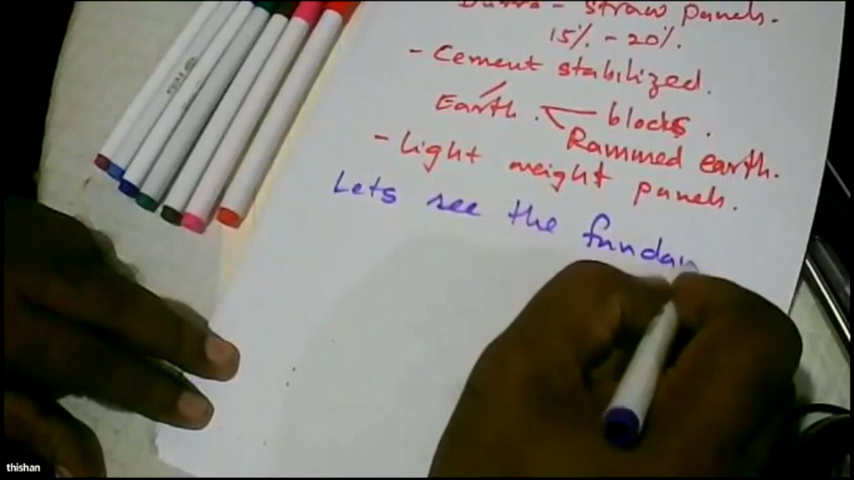 - straw panels.
15% - 20%.
- Cement stabilized.
Earth. blocks.
Rammed earth.
- light weight panels.
Lets see the fundam
thishan